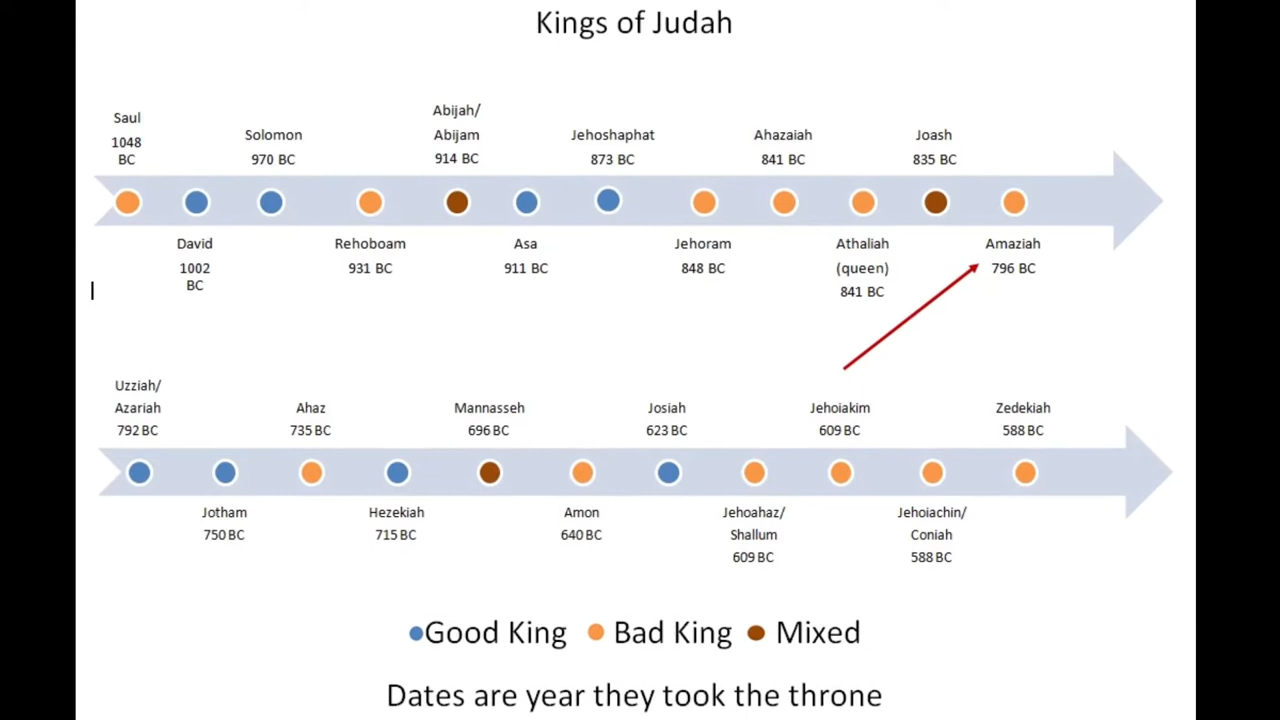 Kings of Judah
Saul
1048
BC
Solomon
970 BC
Abijah/
Abijam
914 BC
Jehoshaphat
873 BC
Ahazaiah
841 BC
Joash
835 BC
David
1002
BC
Rehoboam
931 BC
Asa
911 BC
Jehoram
848 BC
Athaliah
(queen)
841 BC
Amaziah
796 BC
Uzziah/
Azariah
792 BC
Ahaz
735 BC
Mannasseh
696 BC
Josiah
623 BC
Jehoiakim
609 BC
Zedekiah
588 BC
Jotham
750 BC
Hezekiah
715 BC
Amon
640 BC
Jehoahaz/
Shallum
609 BC
Jehoiachin/
Coniah
588 BC
Good King Bad King Mixed
Dates are year they took the throne